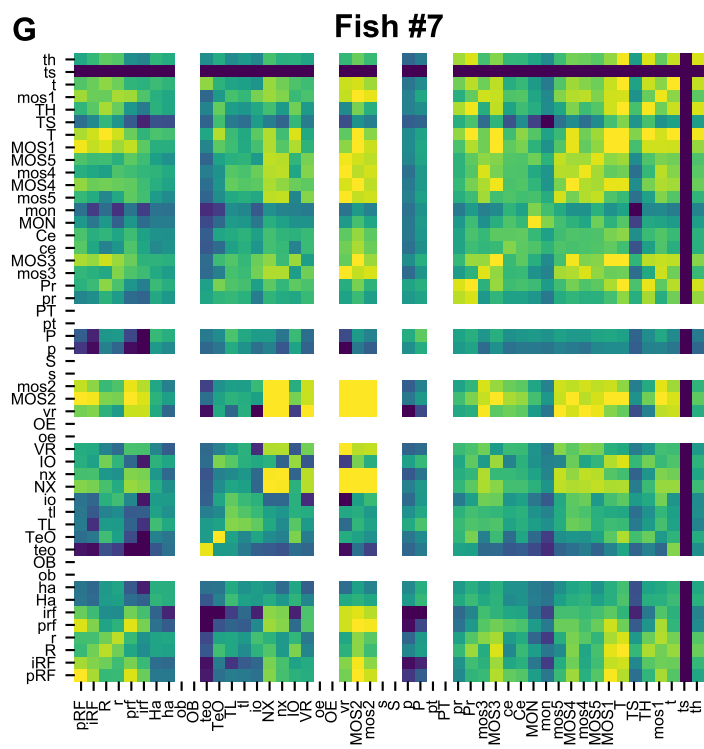 G
Fish #7
th
ts
t
mos1
TH
TS
T
MOS1
MOS5
mos4
MOS4
mos5
mon
MON
Ce
ce
MOS3
mos3
Pr
pr
PT
pt
P
p
S
s
mos2
MOS2
vr
OE
oe
VR
IO
nx
NX
io
tl
TL
TeO
teo
OB
ob
ha
Ha
irf
prf
r
R
iRF
pRF
pRF
iRF
R
r
prf
irf
Ha
ha
ob
OB
teo
TeO
TL
tl
io
NX
nx
IO
VR
oe
OE
vr
MOS2
mos2
s
S
p
P
pt
PT
pr
Pr
mos3
MOS3
ce
Ce
MON
mon
mos5
MOS4
mos4
MOS5
MOS1
T
TS
TH
mos1
t
ts
th